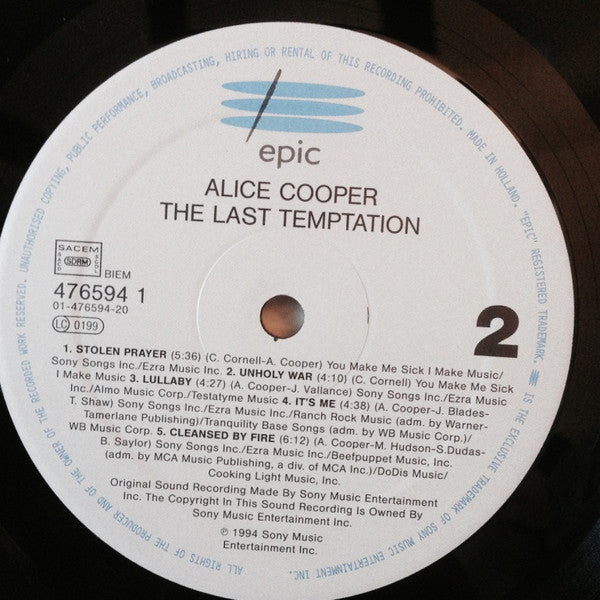 epic
ALICE COOPER
THE LAST TEMPTATION
SACEM
SACD
SDRM
SGDL
BIEM
476594 1
01-476594-20
LC 0199
2
1. STOLEN PRAYER (5:36) (C. Cornell-A. Cooper) You Make Me Sick I Make Music/
Sony Songs Inc./Ezra Music Inc. 2. UNHOLY WAR (4:10) (C. Cornell) You Make Me Sick
I Make Music 3. LULLABY (4:27) (A. Cooper-J. Vallance) Sony Songs Inc./Ezra Music
Inc./Almo Music Corp./Testatyme Music 4. IT'S ME (4:38) (A. Cooper-J. Blades-
T. Shaw) Sony Songs Inc./Ezra Music Inc./Ranch Rock Music (adm. by Warner-
Tamerlane Publishing)/Tranquility Base Songs (adm. by WB Music Corp.)/
WB Music Corp. 5. CLEANSED BY FIRE (6:12) (A. Cooper-M. Hudson-S.Dudas-
B. Saylor) Sony Songs Inc./Ezra Music Inc./Beefpuppet Music, Inc.
(adm. by MCA Music Publishing, a div. of MCA Inc.)/DoDis Music/
Cooking Light Music, Inc.
Original Sound Recording Made By Sony Music Entertainment
Inc. The Copyright In This Sound Recording Is Owned By
Sony Music Entertainment Inc.
℗ 1994 Sony Music
Entertainment Inc.
ALL RIGHTS OF THE PRODUCER AND OF THE OWNER OF THE RECORDED WORK RESERVED. UNAUTHORISED COPYING, PUBLIC PERFORMANCE, BROADCASTING, HIRING OR RENTAL OF THIS RECORDING PROHIBITED. MADE IN HOLLAND. "EPIC" REGISTERED TRADEMARK.
IS THE EXCLUSIVE TRADEMARK OF SONY MUSIC ENTERTAINMENT INC.